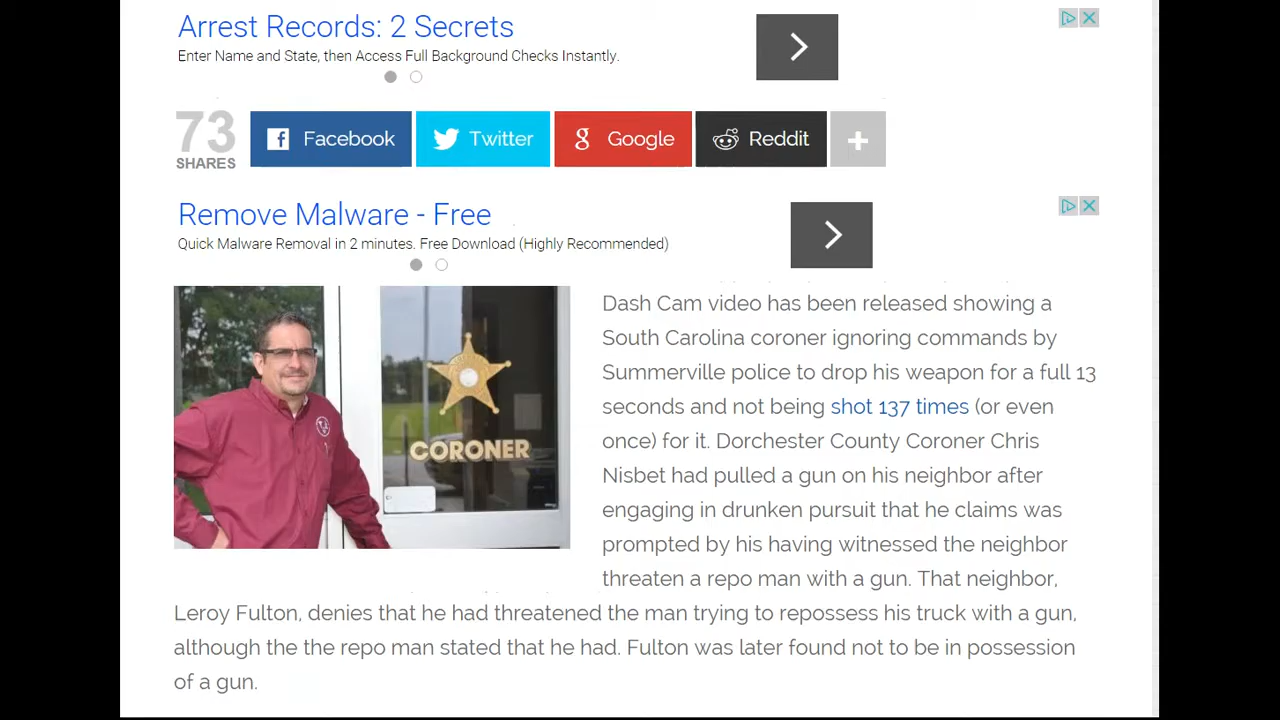 Arrest Records: 2 Secrets
Enter Name and State, then Access Full Background Checks Instantly.
73
SHARES
Facebook
Twitter
Google
Reddit
Remove Malware - Free
Quick Malware Removal in 2 minutes. Free Download (Highly Recommended)
CORONER
Dash Cam video has been released showing a
South Carolina coroner ignoring commands by
Summerville police to drop his weapon for a full 13
seconds and not being shot 137 times (or even
once) for it. Dorchester County Coroner Chris
Nisbet had pulled a gun on his neighbor after
engaging in drunken pursuit that he claims was
prompted by his having witnessed the neighbor
threaten a repo man with a gun. That neighbor,
Leroy Fulton, denies that he had threatened the man trying to repossess his truck with a gun,
although the the repo man stated that he had. Fulton was later found not to be in possession
of a gun.